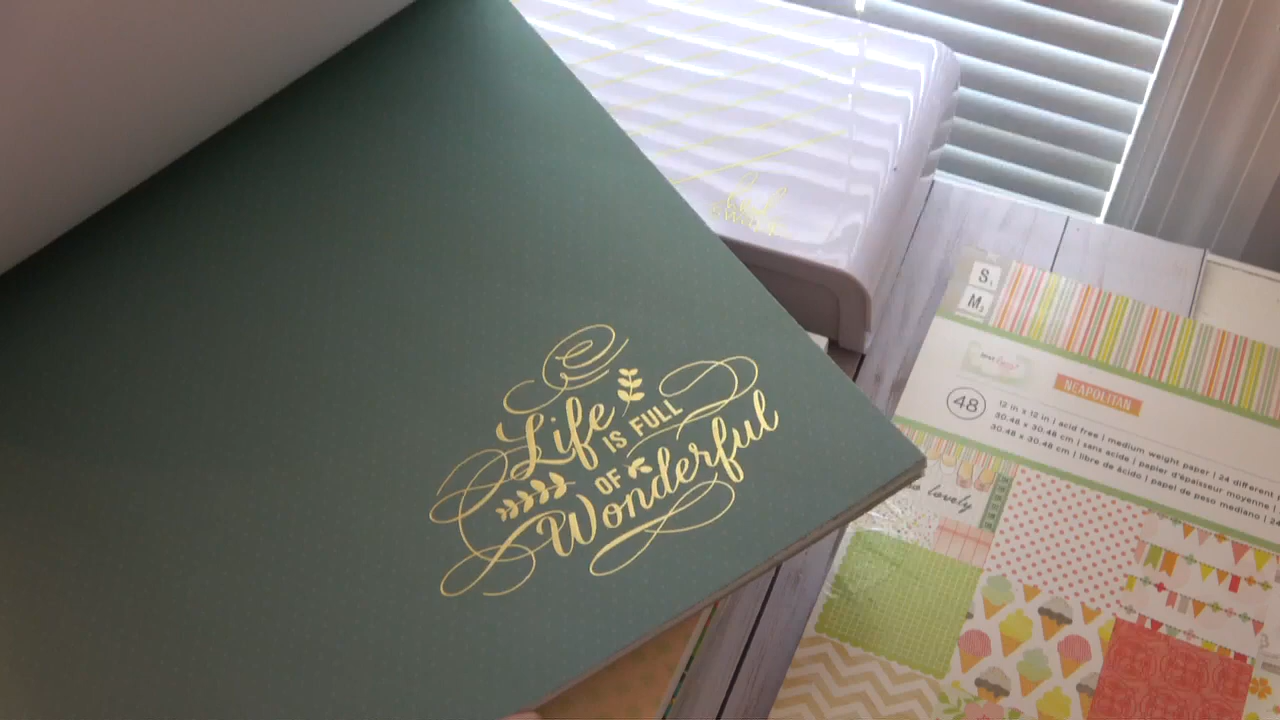 Life
IS FULL
OF
Wonderful
S
M
NEAPOLITAN
48
12 in x 12 in | acid free | medium weight paper | 24 different
30.48 x 30.48 cm | sans acide | papier d'épaisseur moyenne |
30.48 x 30.48 cm | libre de ácido | papel de peso mediano | 24
lovely